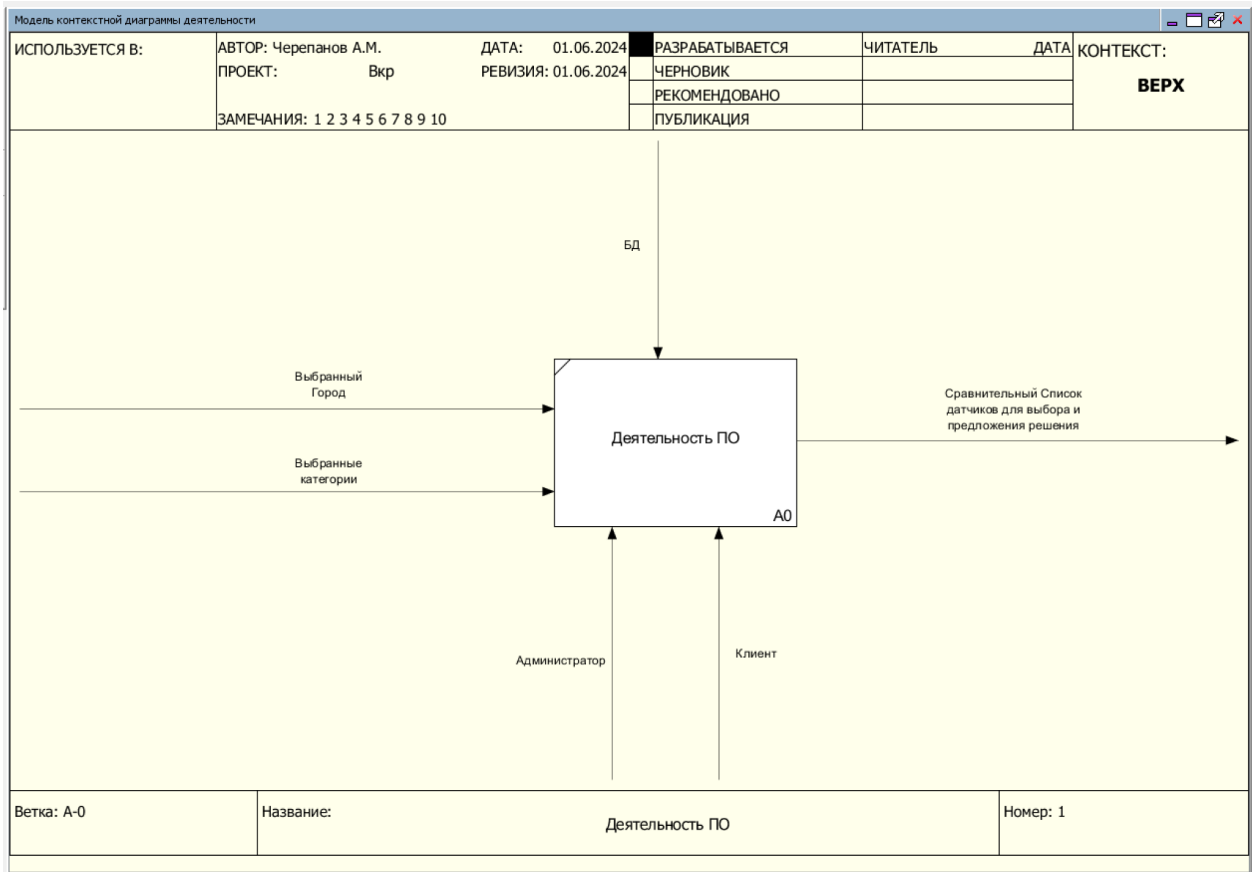 Модель контекстной диаграммы деятельности
ИСПОЛЬЗУЕТСЯ В:
АВТОР: Черепанов А.М.
ДАТА: 01.06.2024
РАЗРАБАТЫВАЕТСЯ
ЧИТАТЕЛЬ
ДАТА
КОНТЕКСТ:
ПРОЕКТ: Вкр
РЕВИЗИЯ: 01.06.2024
ЧЕРНОВИК
ВЕРХ
РЕКОМЕНДОВАНО
ЗАМЕЧАНИЯ: 1 2 3 4 5 6 7 8 9 10
ПУБЛИКАЦИЯ
БД
Выбранный
Город
Сравнительный Список
датчиков для выбора и
предложения решения
Деятельность ПО
Выбранные
категории
A0
Администратор
Клиент
Ветка: A-0
Название:
Деятельность ПО
Номер: 1